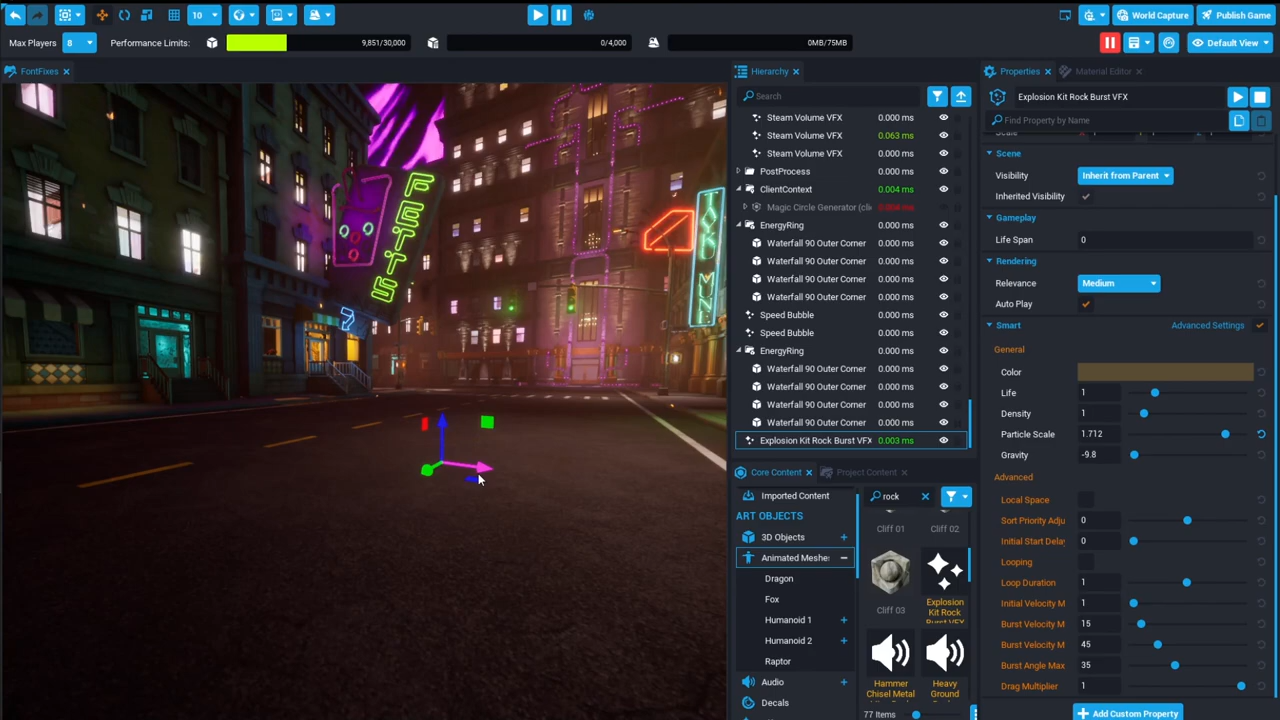 10
World Capture
Publish Game
Max Players
8
Performance Limits:
9,851/30,000
0/4,000
0MB/75MB
Default View
FontFixes
Hierarchy
Properties
Material Editor
Search
Explosion Kit Rock Burst VFX
Find Property by Name
Steam Volume VFX 0.000 ms
Steam Volume VFX 0.063 ms
Steam Volume VFX 0.000 ms
PostProcess 0.000 ms
ClientContext 0.004 ms
Magic Circle Generator (clie 0.004 ms
EnergyRing 0.000 ms
Waterfall 90 Outer Corner 0.000 ms
Waterfall 90 Outer Corner 0.000 ms
Waterfall 90 Outer Corner 0.000 ms
Waterfall 90 Outer Corner 0.000 ms
Speed Bubble 0.000 ms
Speed Bubble 0.000 ms
EnergyRing 0.000 ms
Waterfall 90 Outer Corner 0.000 ms
Waterfall 90 Outer Corner 0.000 ms
Waterfall 90 Outer Corner 0.000 ms
Waterfall 90 Outer Corner 0.000 ms
Explosion Kit Rock Burst VFX 0.003 ms
Scene
Visibility Inherit from Parent
Inherited Visibility
Gameplay
Life Span 0
Rendering
Relevance Medium
Auto Play
Smart Advanced Settings
General
Color
Life 1
Density 1
Particle Scale 1.712
Gravity -9.8
Advanced
Local Space
Sort Priority Adju 0
Initial Start Delay 0
Looping
Loop Duration 1
Initial Velocity M 1
Burst Velocity M 15
Burst Velocity M 45
Burst Angle Max 35
Drag Multiplier 1
Add Custom Property
Core Content
Project Content
Imported Content
rock
ART OBJECTS
3D Objects
Animated Meshe
Dragon
Fox
Humanoid 1
Humanoid 2
Raptor
Audio
Decals
Cliff 01
Cliff 02
Cliff 03
Explosion
Kit Rock
Burst VFX
Hammer
Chisel Metal
Heavy
Ground
77 Items
FETTS
4